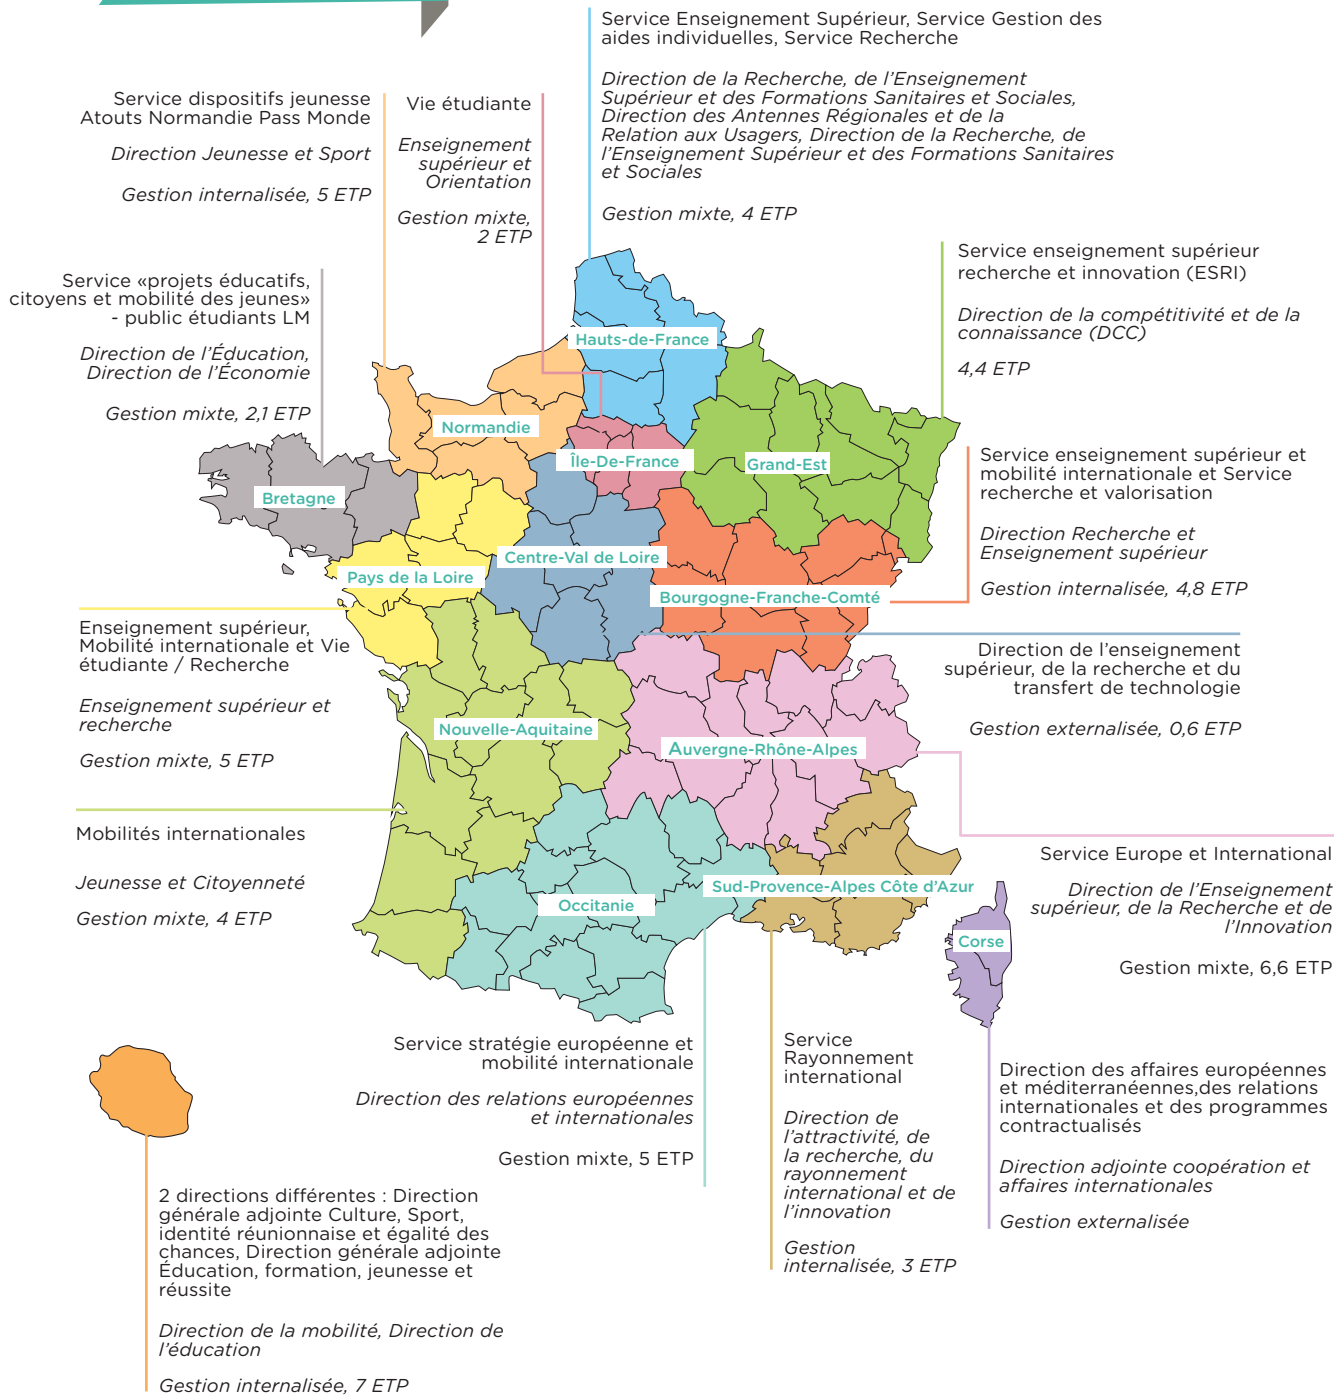 Service Enseignement Supérieur, Service Gestion des
aides individuelles, Service Recherche
Direction de la Recherche, de l’Enseignement
Supérieur et des Formations Sanitaires et Sociales,
Direction des Antennes Régionales et de la
Relation aux Usagers, Direction de la Recherche, de
l’Enseignement Supérieur et des Formations Sanitaires
et Sociales
Gestion mixte, 4 ETP
Service dispositifs jeunesse
Atouts Normandie Pass Monde
Direction Jeunesse et Sport
Gestion internalisée, 5 ETP
Vie étudiante
Enseignement
supérieur et
Orientation
Gestion mixte,
2 ETP
Service «projets éducatifs,
citoyens et mobilité des jeunes»
- public étudiants LM
Direction de l’Éducation,
Direction de l’Économie
Gestion mixte, 2,1 ETP
Service enseignement supérieur
recherche et innovation (ESRI)
Direction de la compétitivité et de la
connaissance (DCC)
4,4 ETP
Hauts-de-France
Normandie
Île-De-France
Grand-Est
Bretagne
Centre-Val de Loire
Pays de la Loire
Bourgogne-Franche-Comté
Service enseignement supérieur et
mobilité internationale et Service
recherche et valorisation
Direction Recherche et
Enseignement supérieur
Gestion internalisée, 4,8 ETP
Enseignement supérieur,
Mobilité internationale et Vie
étudiante / Recherche
Enseignement supérieur et
recherche
Gestion mixte, 5 ETP
Direction de l’enseignement
supérieur, de la recherche et du
transfert de technologie
Gestion externalisée, 0,6 ETP
Nouvelle-Aquitaine
Auvergne-Rhône-Alpes
Mobilités internationales
Jeunesse et Citoyenneté
Gestion mixte, 4 ETP
Service Europe et International
Direction de l’Enseignement
supérieur, de la Recherche et de
l’Innovation
Gestion mixte, 6,6 ETP
Occitanie
Sud-Provence-Alpes Côte d’Azur
Corse
Service stratégie européenne et
mobilité internationale
Direction des relations européennes
et internationales
Gestion mixte, 5 ETP
Service
Rayonnement
international
Direction de
l’attractivité, de
la recherche, du
rayonnement
international et de
l’innovation
Gestion
internalisée, 3 ETP
Direction des affaires européennes
et méditerranéennes,des relations
internationales et des programmes
contractualisés
Direction adjointe coopération et
affaires internationales
Gestion externalisée
2 directions différentes : Direction
générale adjointe Culture, Sport,
identité réunionnaise et égalité des
chances, Direction générale adjointe
Éducation, formation, jeunesse et
réussite
Direction de la mobilité, Direction de
l’éducation
Gestion internalisée, 7 ETP